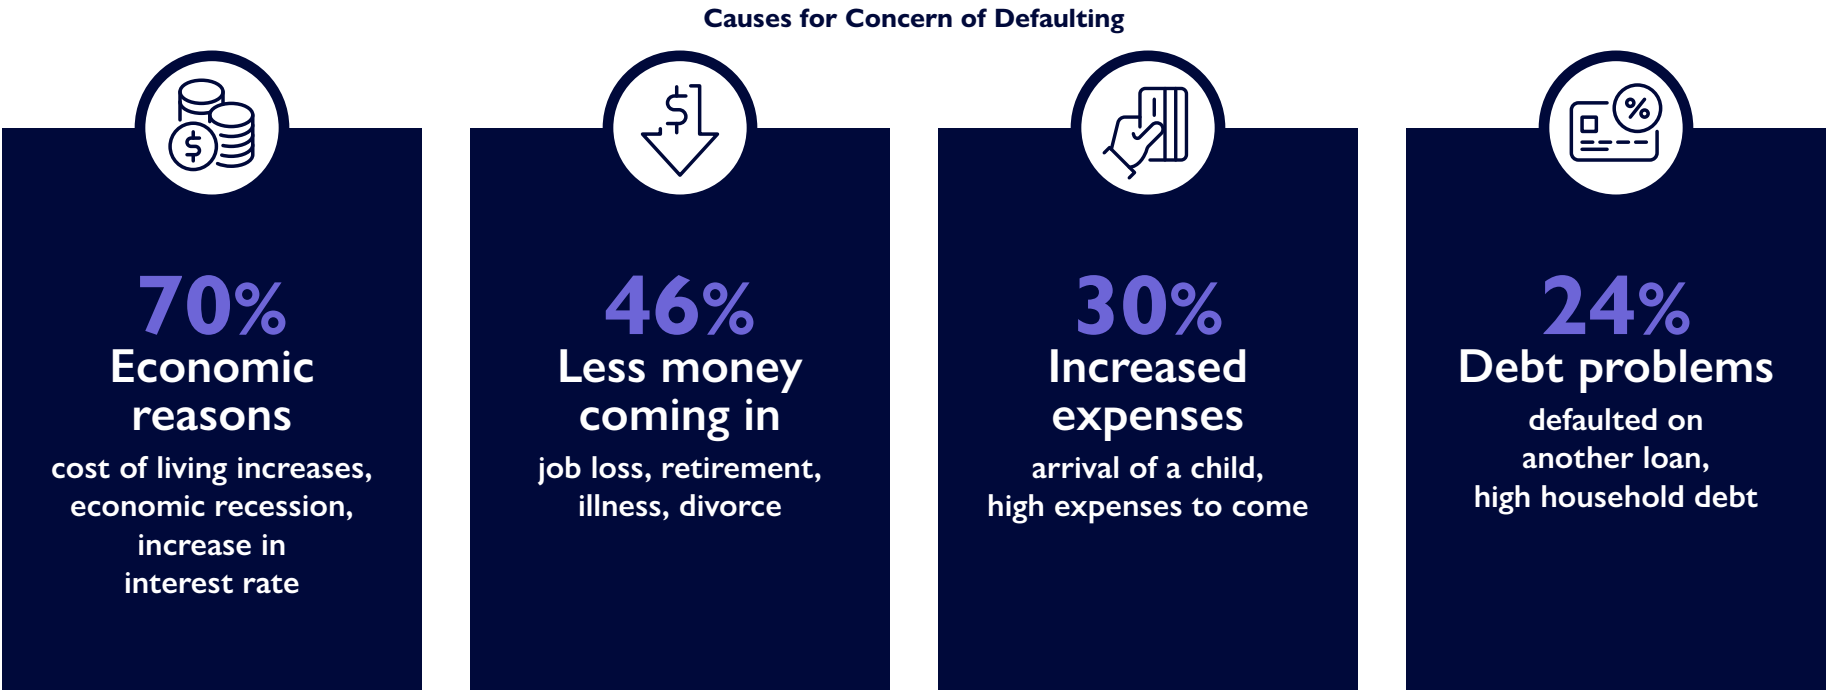 Causes for Concern of Defaulting
$
70%
Economic
reasons
cost of living increases,
economic recession,
increase in
interest rate
$
46%
Less money
coming in
job loss, retirement,
illness, divorce
30%
Increased
expenses
arrival of a child,
high expenses to come
%
24%
Debt problems
defaulted on
another loan,
high household debt